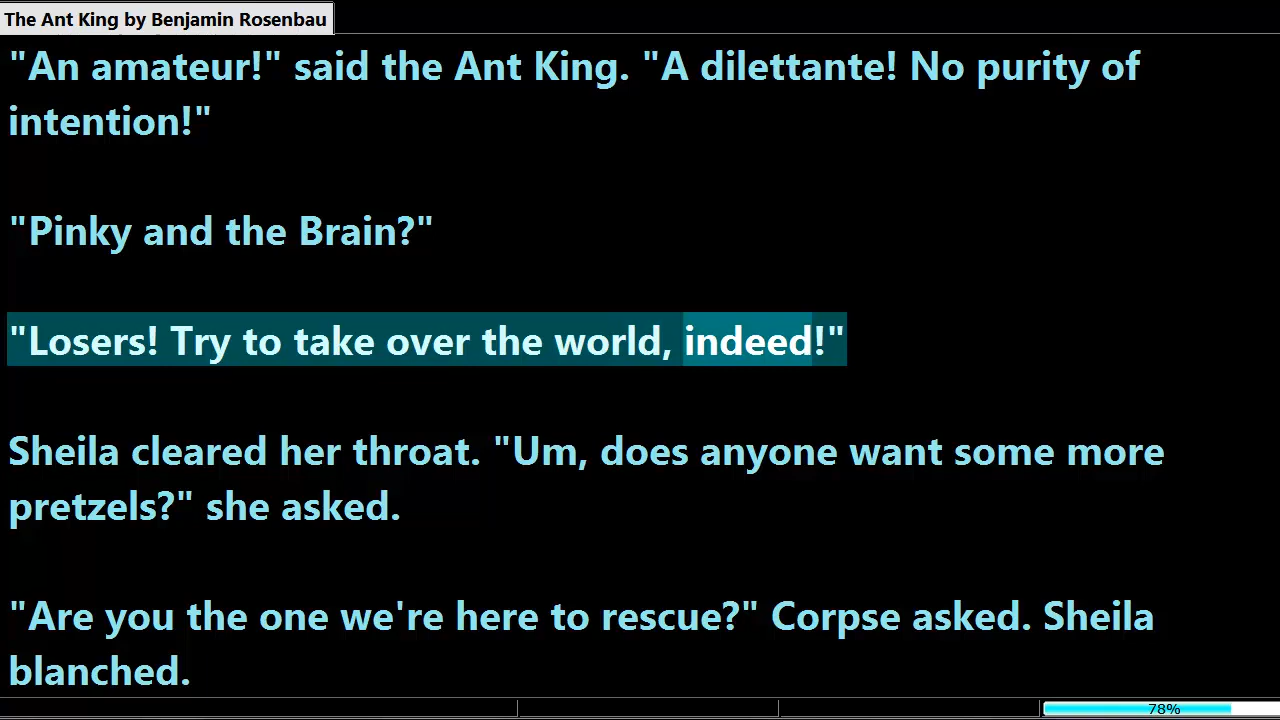 The Ant King by Benjamin Rosenbau
"An amateur!" said the Ant King. "A dilettante! No purity of
intention!"
"Pinky and the Brain?"
"Losers! Try to take over the world, indeed!"
Sheila cleared her throat. "Um, does anyone want some more
pretzels?" she asked.
"Are you the one we're here to rescue?" Corpse asked. Sheila
blanched.
78%